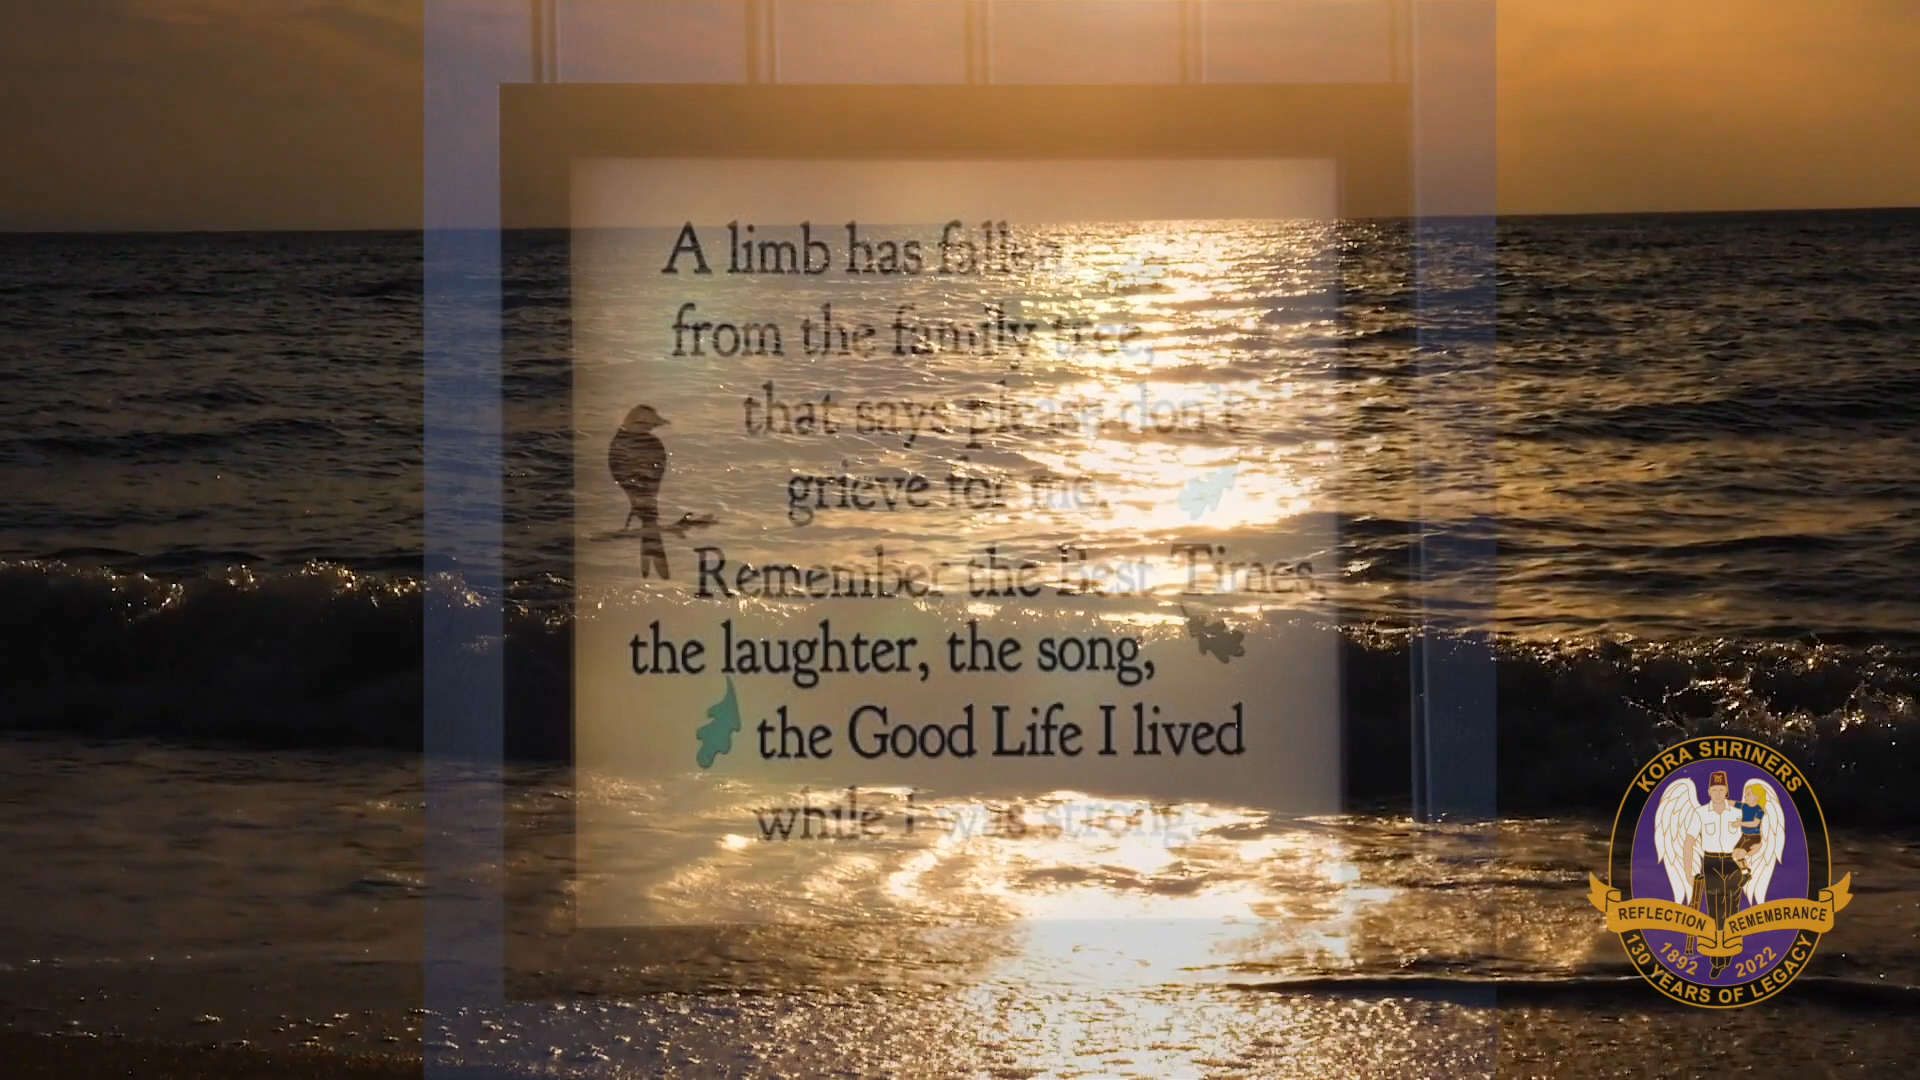 A limb has fallen
from the family tree,
that says please don't
grieve for me.
Remember the Best Times,
the laughter, the song,
the Good Life I lived
while I was strong.
KORA SHRINERS
REFLECTION REMEMBRANCE
1892 2022
130 YEARS OF LEGACY